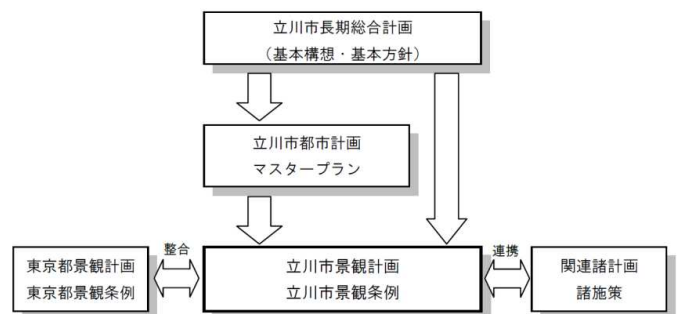 立川市長期総合計画
（基本構想・基本方針）
立川市都市計画
マスタープラン
整合
連携
東京都景観計画
東京都景観条例
立川市景観計画
立川市景観条例
関連諸計画
諸施策